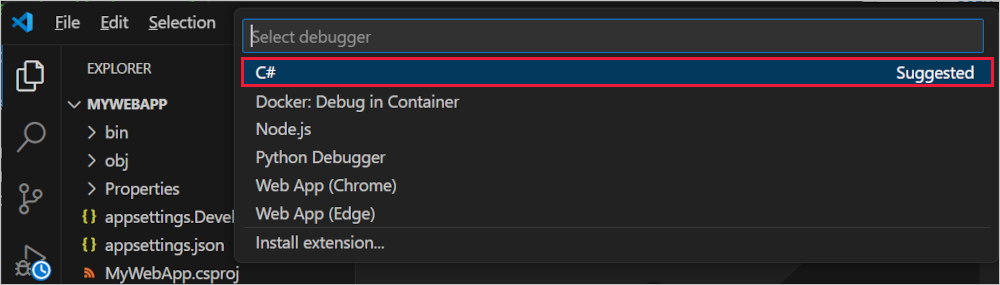 File Edit Selection
Select debugger
EXPLORER
C# Suggested
MYWEBAPP
Docker: Debug in Container
bin
Node.js
obj
Python Debugger
Properties
Web App (Chrome)
appsettings.Devel
Web App (Edge)
appsettings.json
Install extension...
MyWebApp.csproj